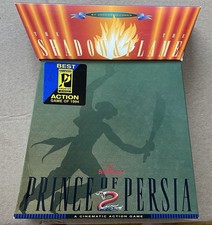 THE
SHADOW
THE
FLAME
BEST
ACTION
GAME OF 1994
PRINCE OF PERSIA
2
A CINEMATIC ACTION GAME